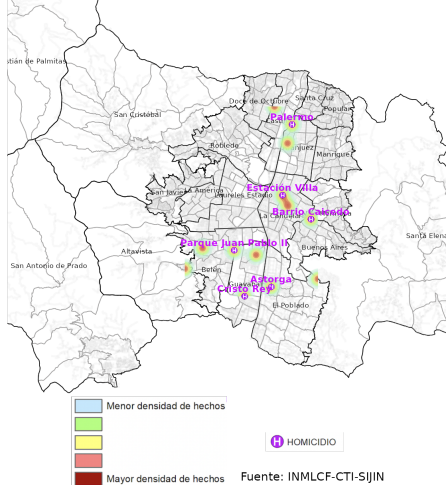 tián de Palmitas
San Cristóbal
Doce de Octubre
Santa Cruz
Popular
Palermo
njuez
Manrique
Robledo
San Javier
La América
Laureles Estadio
Estación Villa
La Candelaria
Barrio Caicedo
Buenos Aires
Santa Elena
Altavista
Parque Juan Pablo II
San Antonio de Prado
Belén
Guayabal
Astorga
Cristo Rey
El Poblado
Menor densidad de hechos
Mayor densidad de hechos
H HOMICIDIO
Fuente: INMLCF-CTI-SIJIN